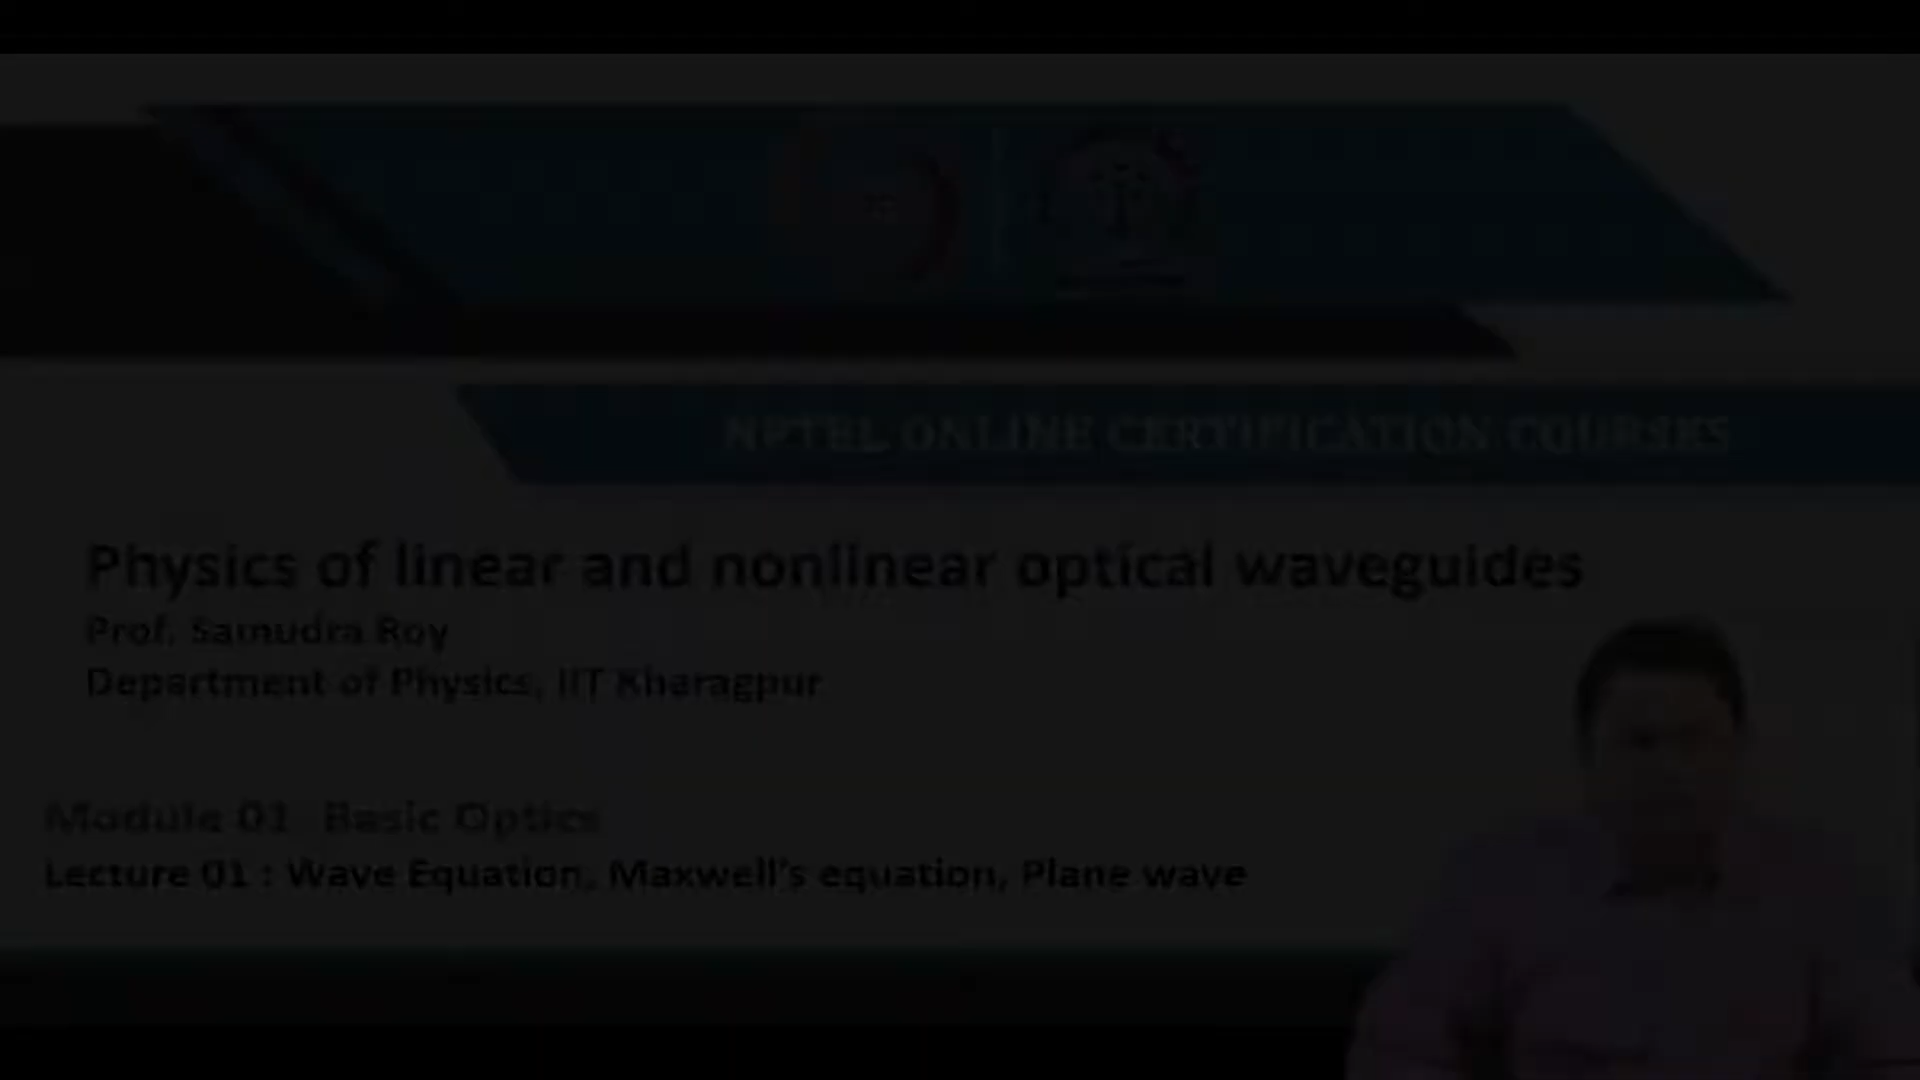 NPTEL ONLINE CERTIFICATION COURSES
Physics of linear and nonlinear optical waveguides
Prof. Samudra Roy
Department of Physics, IIT Kharagpur
Module 01: Basic Optics
Lecture 01 : Wave Equation, Maxwell's equation, Plane wave